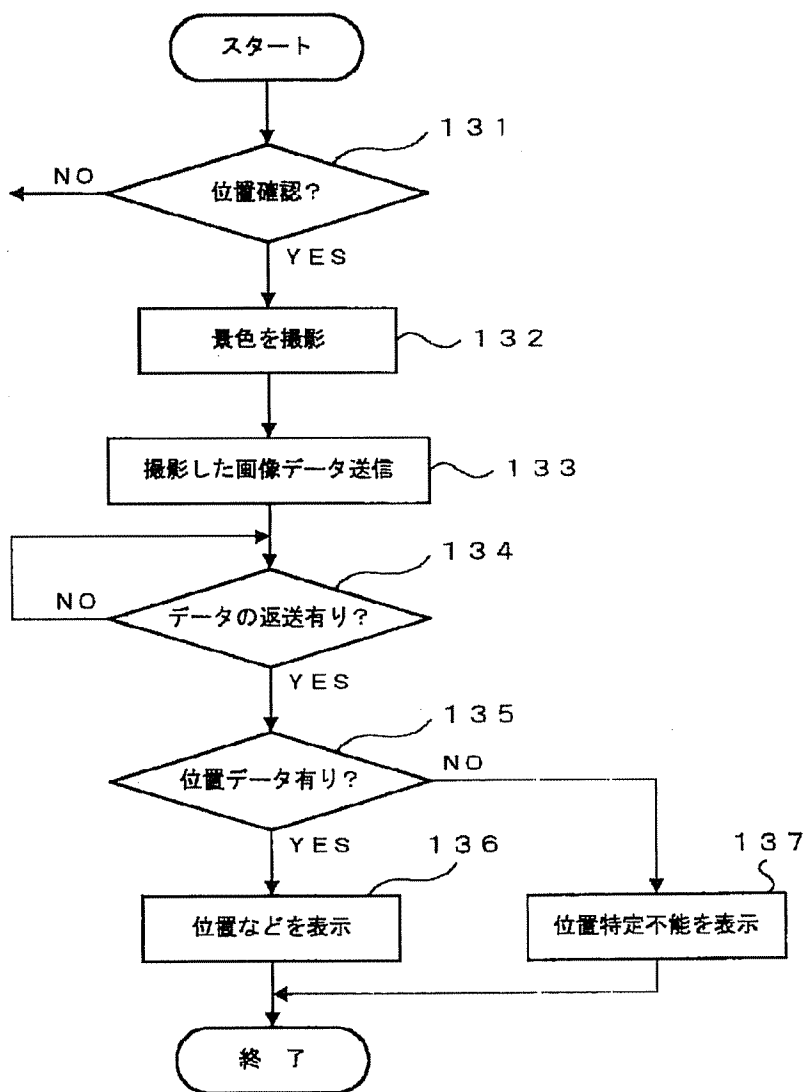 スタート
131
位置確認?
NO
YES
景色を撮影
132
撮影した画像データ送信
133
134
データの返送有り?
NO
YES
135
位置データ有り?
NO
YES
136
137
位置などを表示
位置特定不能を表示
終了